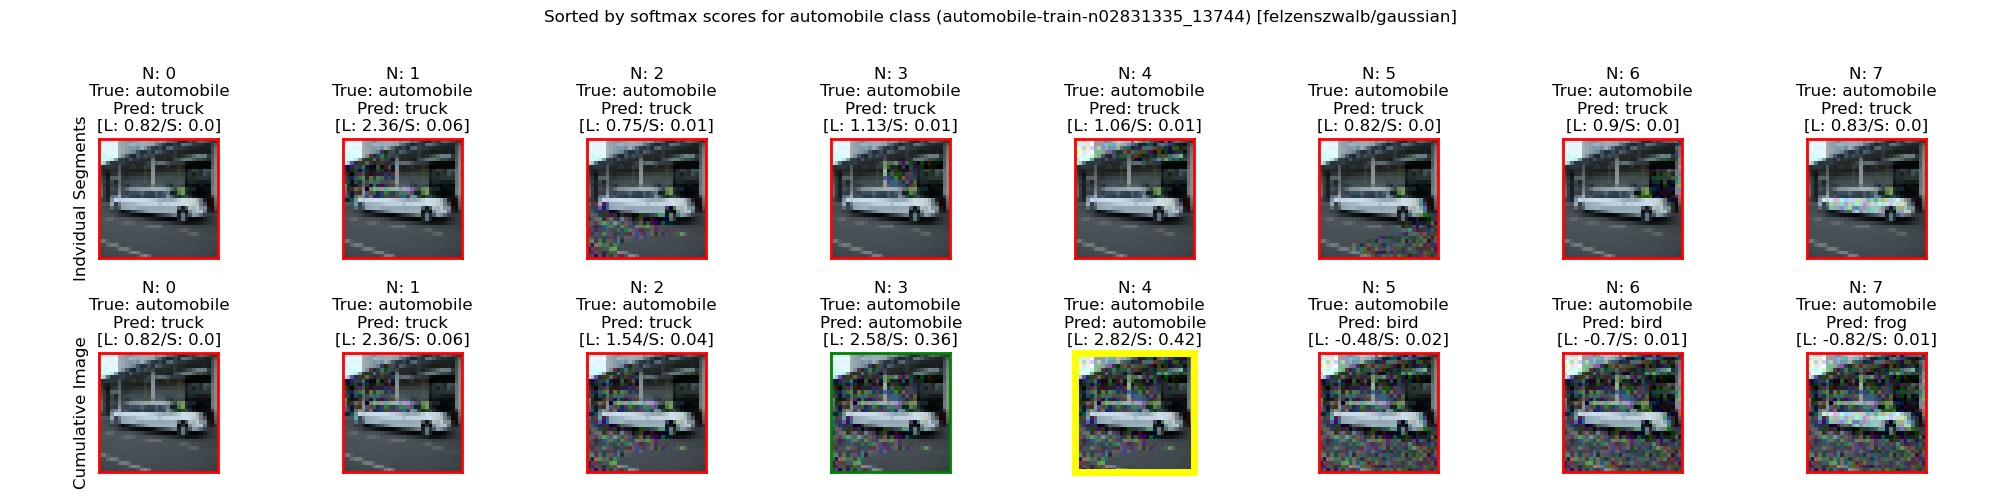 Sorted by softmax scores for automobile class (automobile-train-n02831335_13744) [felzenszwalb/gaussian]
Individual Segments
N: 0
True: automobile
Pred: truck
[L: 0.82/S: 0.0]
N: 1
True: automobile
Pred: truck
[L: 2.36/S: 0.06]
N: 2
True: automobile
Pred: truck
[L: 0.75/S: 0.01]
N: 3
True: automobile
Pred: truck
[L: 1.13/S: 0.01]
N: 4
True: automobile
Pred: truck
[L: 1.06/S: 0.01]
N: 5
True: automobile
Pred: truck
[L: 0.82/S: 0.0]
N: 6
True: automobile
Pred: truck
[L: 0.9/S: 0.0]
N: 7
True: automobile
Pred: truck
[L: 0.83/S: 0.0]
Cumulative Image
N: 0
True: automobile
Pred: truck
[L: 0.82/S: 0.0]
N: 1
True: automobile
Pred: truck
[L: 2.36/S: 0.06]
N: 2
True: automobile
Pred: truck
[L: 1.54/S: 0.04]
N: 3
True: automobile
Pred: automobile
[L: 2.58/S: 0.36]
N: 4
True: automobile
Pred: automobile
[L: 2.82/S: 0.42]
N: 5
True: automobile
Pred: bird
[L: -0.48/S: 0.02]
N: 6
True: automobile
Pred: bird
[L: -0.7/S: 0.01]
N: 7
True: automobile
Pred: frog
[L: -0.82/S: 0.01]